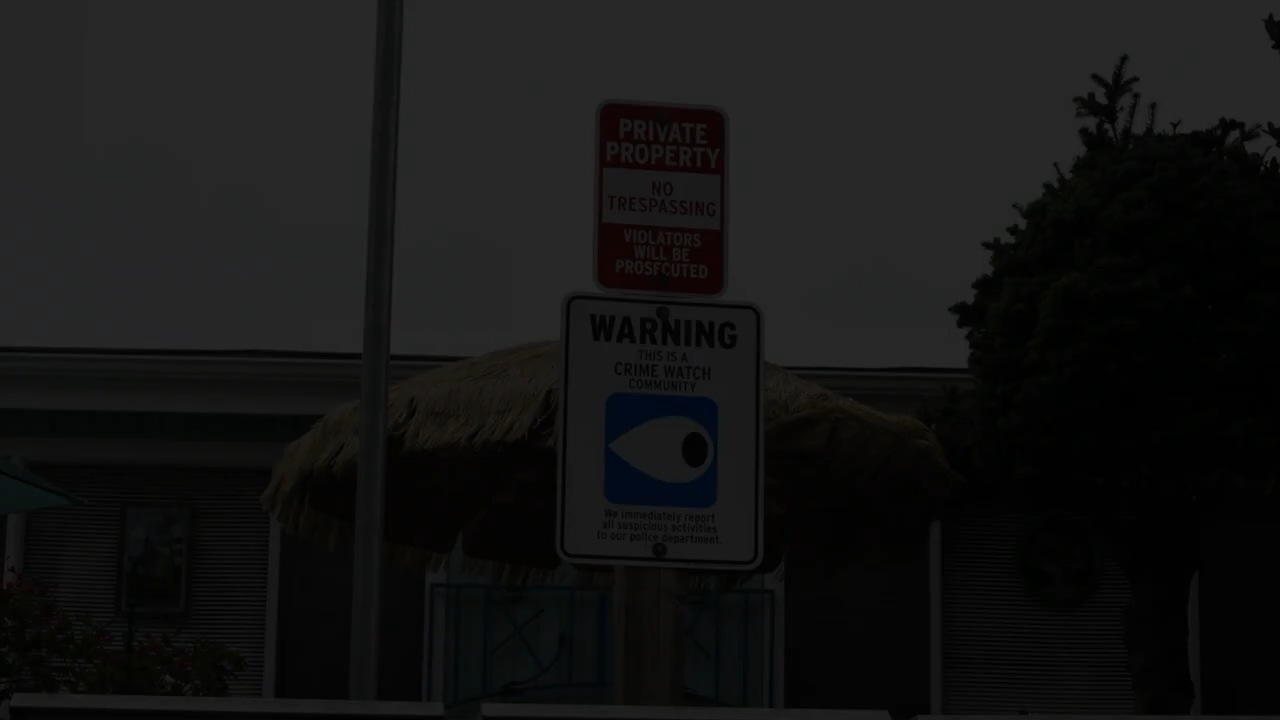 PRIVATE
PROPERTY
NO
TRESPASSING
VIOLATORS
WILL BE
PROSECUTED
WARNING
THIS IS A
CRIME WATCH
COMMUNITY
We immediately report
all suspicious activities
to our police department.